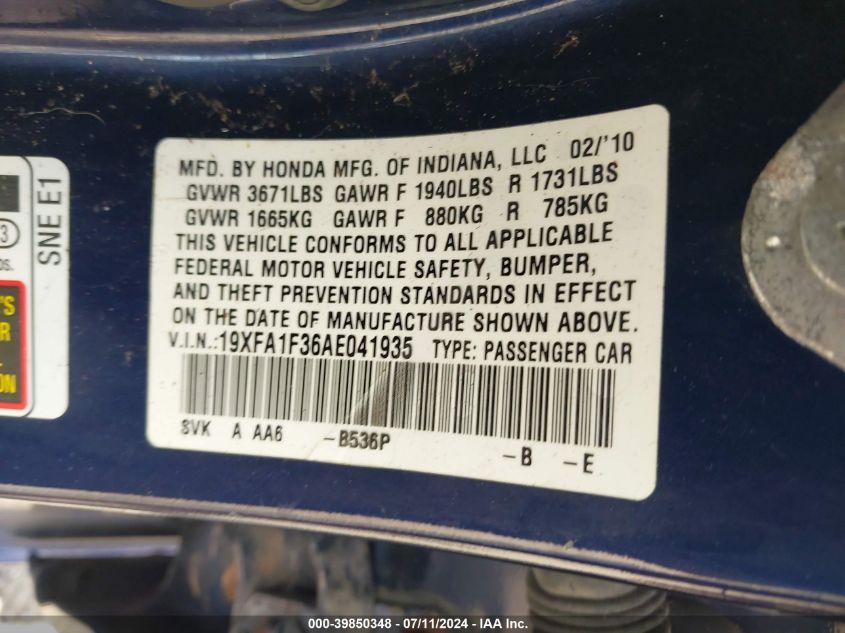 MFD. BY HONDA MFG. OF INDIANA, LLC 02/'10
GVWR 3671LBS GAWR F 1940LBS R 1731LBS
GVWR 1665KG GAWR F 880KG R 785KG
THIS VEHICLE CONFORMS TO ALL APPLICABLE
FEDERAL MOTOR VEHICLE SAFETY, BUMPER,
AND THEFT PREVENTION STANDARDS IN EFFECT
ON THE DATE OF MANUFACTURE SHOWN ABOVE.
V.I.N.:19XFA1F36AE041935 TYPE: PASSENGER CAR
SVK A AA6 -B536P -B -E
SNE E1
3
000-39850348 - 07/11/2024 - IAA Inc.